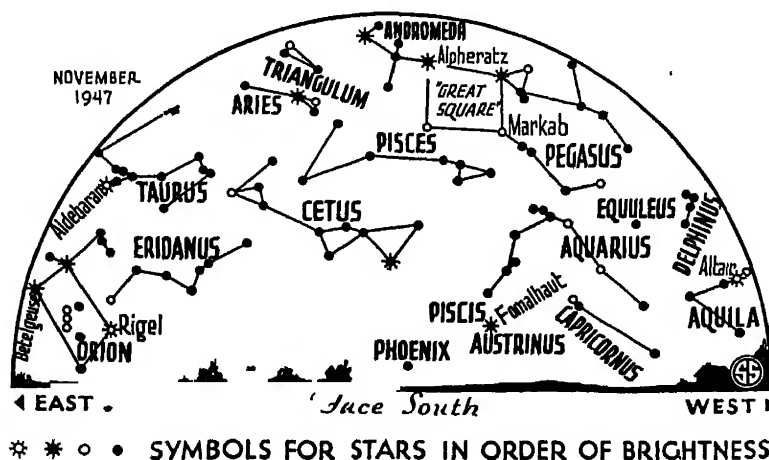 ANDROMEDA
Alpheratz
NOVEMBER
1947
TRIANGULUM
ARIES
"GREAT
SQUARE"
Markab
PISCES
PEGASUS
Aldebaran
TAURUS
CETUS
EQUULEUS
DELPHINUS
ERIDANUS
AQUARIUS
Altair
Betelgeuse
Rigel
ORION
PISCIS
AUSTRINUS
Fomalhaut
CAPRICORNUS
AQUILA
PHOENIX
SS
EAST
'Face South
WEST
SYMBOLS FOR STARS IN ORDER OF BRIGHTNESS